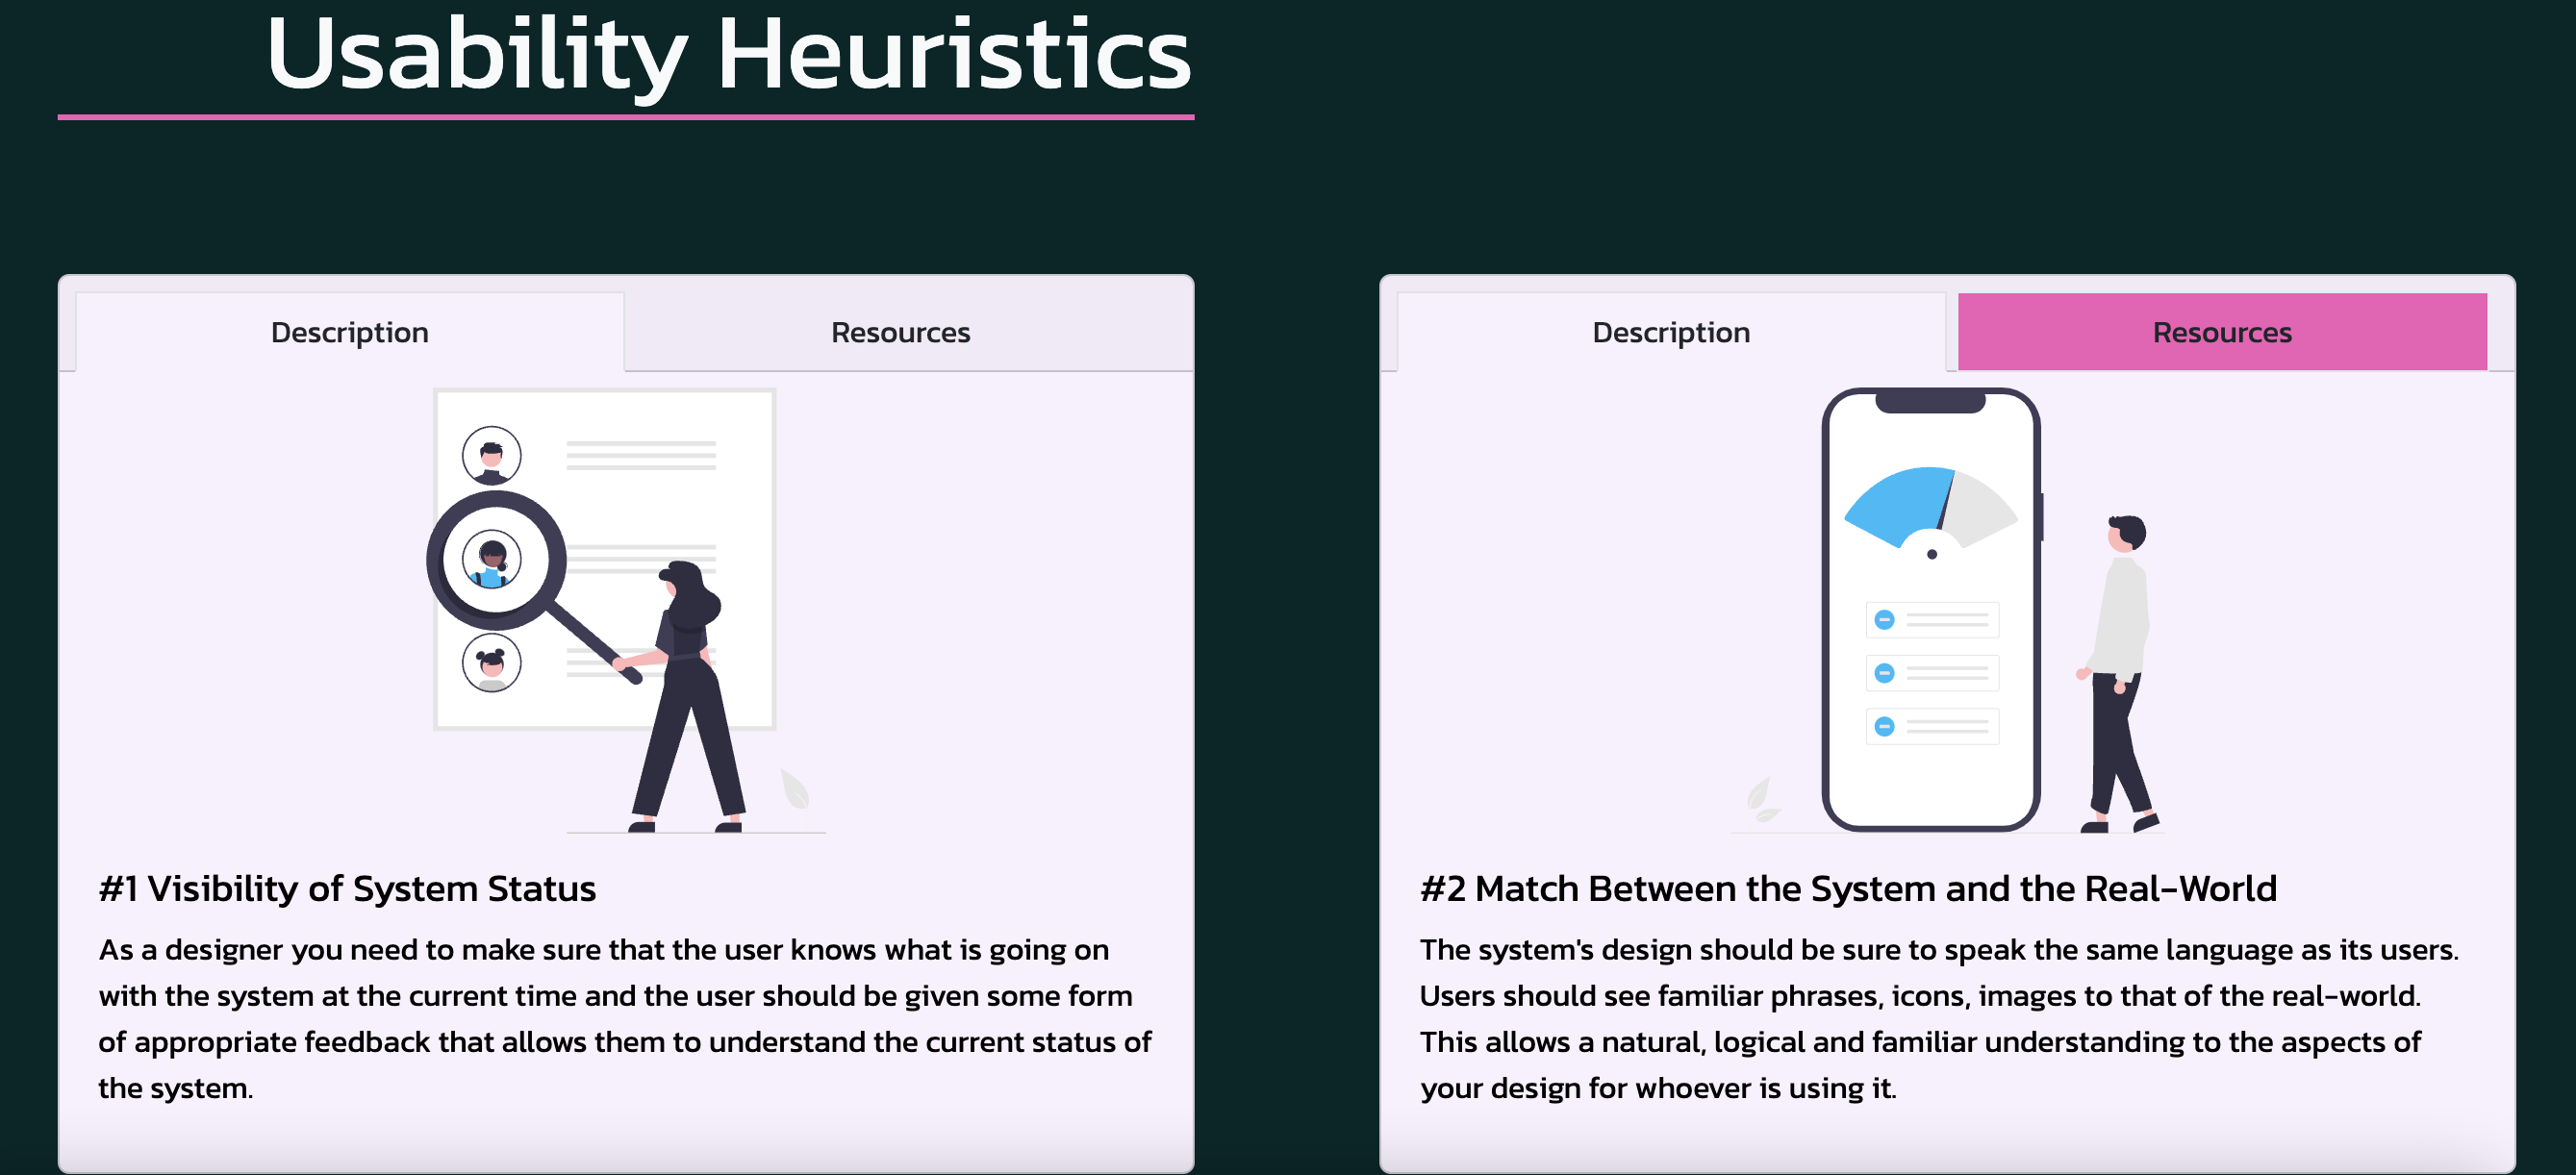 Usability Heuristics
Description
Resources
#1 Visibility of System Status
As a designer you need to make sure that the user knows what is going on
with the system at the current time and the user should be given some form
of appropriate feedback that allows them to understand the current status of
the system.
Description
Resources
#2 Match Between the System and the Real-World
The system's design should be sure to speak the same language as its users.
Users should see familiar phrases, icons, images to that of the real-world.
This allows a natural, logical and familiar understanding to the aspects of
your design for whoever is using it.